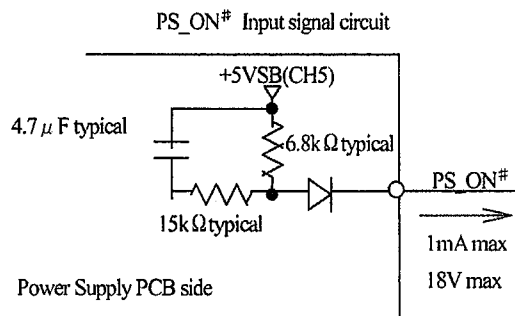 PS_ON# Input signal circuit
+5VSB(CH5)
4.7 μ F typical
6.8k Ω typical
PS_ON#
15k Ω typical
1mA max
18V max
Power Supply PCB side